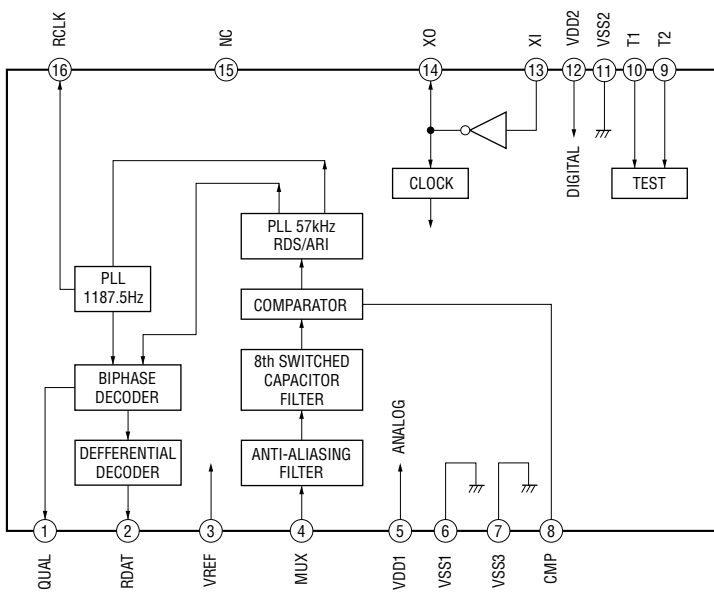 RCLK
NC
XO
XI
VDD2
VSS2
T1
T2
16
15
14
13
12
11
10
9
CLOCK
DIGITAL
TEST
PLL 57kHz
RDS/ARI
PLL
1187.5Hz
COMPARATOR
8th SWITCHED
CAPACITOR
FILTER
BIPHASE
DECODER
ANALOG
DEFFERENTIAL
DECODER
ANTI-ALIASING
FILTER
1
2
3
4
5
6
7
8
QUAL
RDAT
VREF
MUX
VDD1
VSS1
VSS3
CMP